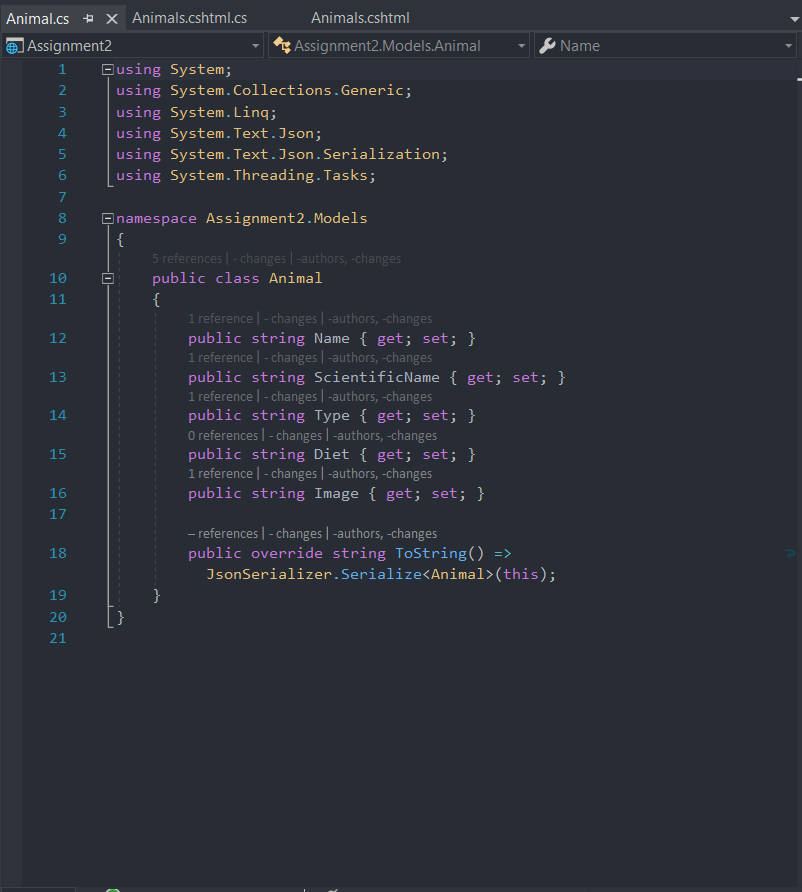 Animal.cs Animals.cshtml.cs Animals.cshtml
Assignment2 Assignment2.Models.Animal Name
1 using System;
2 using System.Collections.Generic;
3 using System.Linq;
4 using System.Text.Json;
5 using System.Text.Json.Serialization;
6 using System.Threading.Tasks;
7
8 namespace Assignment2.Models
9 {
5 references | - changes | -authors, -changes
10 public class Animal
11 {
1 reference | - changes | -authors, -changes
12 public string Name { get; set; }
1 reference | - changes | -authors, -changes
13 public string ScientificName { get; set; }
1 reference | - changes | -authors, -changes
14 public string Type { get; set; }
0 references | - changes | -authors, -changes
15 public string Diet { get; set; }
1 reference | - changes | -authors, -changes
16 public string Image { get; set; }
17
– references | - changes | -authors, -changes
18 public override string ToString() =>
JsonSerializer.Serialize<Animal>(this);
19 }
20 }
21